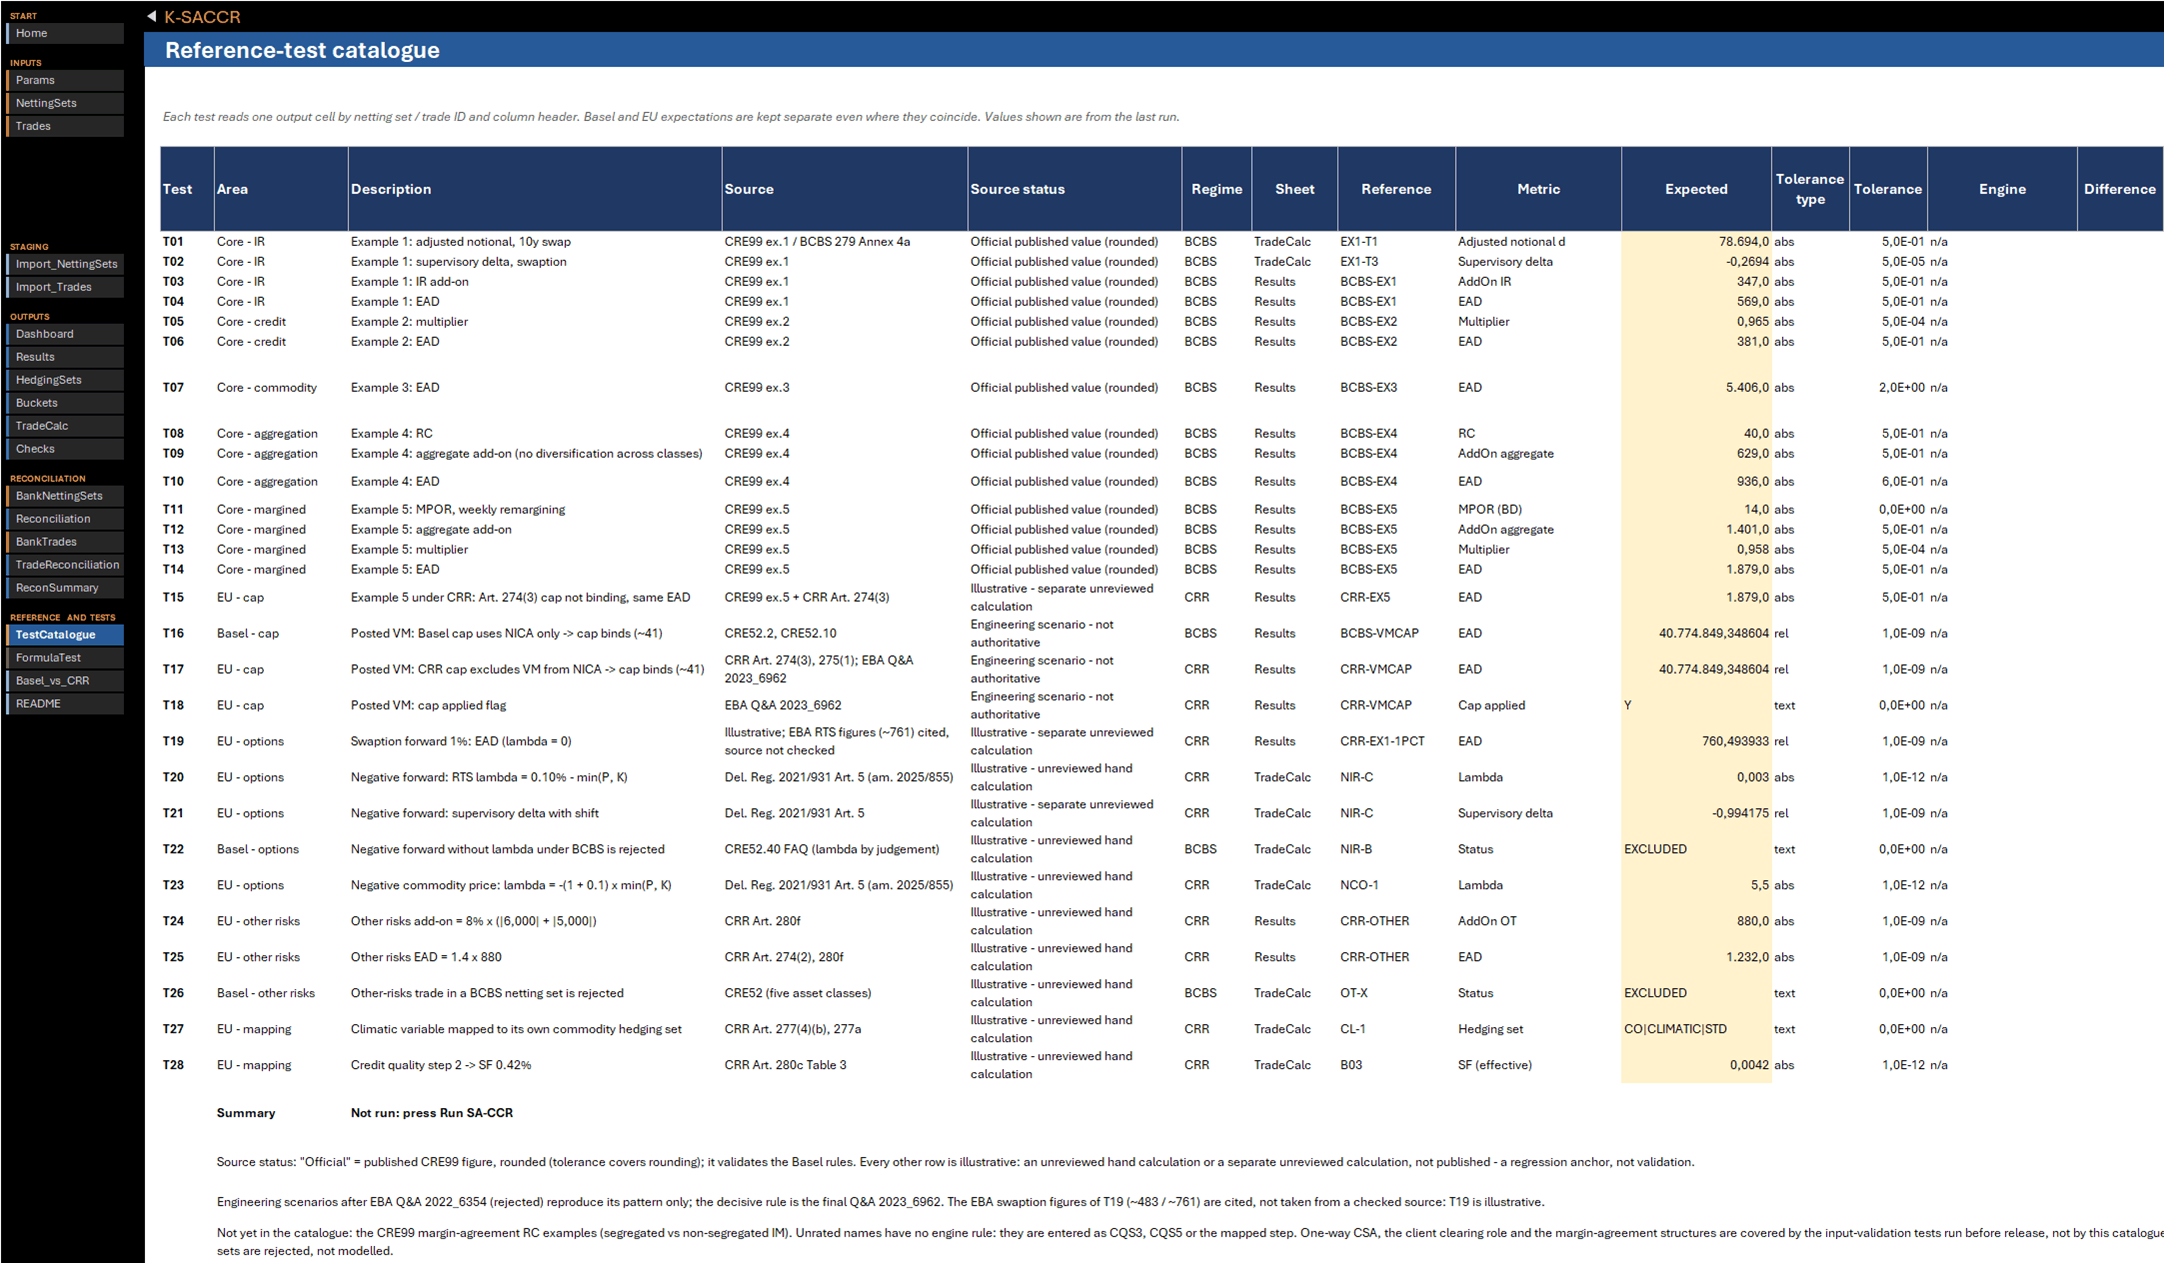 START
Home
INPUTS
Params
NettingSets
Trades
STAGING
Import_NettingSets
Import_Trades
OUTPUTS
Dashboard
Results
HedgingSets
Buckets
TradeCalc
Checks
RECONCILIATION
BankNettingSets
Reconciliation
BankTrades
TradeReconciliation
ReconSummary
REFERENCE AND TESTS
TestCatalogue
FormulaTest
Basel_vs_CRR
README
K-SACCR
Reference-test catalogue
Each test reads one output cell by netting set / trade ID and column header. Basel and EU expectations are kept separate even where they coincide. Values shown are from the last run.
Test Area Description Source Source status Regime Sheet Reference Metric Expected Tolerance type Tolerance Engine Difference
T01 Core - IR Example 1: adjusted notional, 10y swap CRE99 ex.1 / BCBS 279 Annex 4a Official published value (rounded) BCBS TradeCalc EX1-T1 Adjusted notional d 78.694,0 abs 5,0E-01 n/a
T02 Core - IR Example 1: supervisory delta, swaption CRE99 ex.1 Official published value (rounded) BCBS TradeCalc EX1-T3 Supervisory delta -0,2694 abs 5,0E-05 n/a
T03 Core - IR Example 1: IR add-on CRE99 ex.1 Official published value (rounded) BCBS Results BCBS-EX1 AddOn IR 347,0 abs 5,0E-01 n/a
T04 Core - IR Example 1: EAD CRE99 ex.1 Official published value (rounded) BCBS Results BCBS-EX1 EAD 569,0 abs 5,0E-01 n/a
T05 Core - credit Example 2: multiplier CRE99 ex.2 Official published value (rounded) BCBS Results BCBS-EX2 Multiplier 0,965 abs 5,0E-04 n/a
T06 Core - credit Example 2: EAD CRE99 ex.2 Official published value (rounded) BCBS Results BCBS-EX2 EAD 381,0 abs 5,0E-01 n/a
T07 Core - commodity Example 3: EAD CRE99 ex.3 Official published value (rounded) BCBS Results BCBS-EX3 EAD 5.406,0 abs 2,0E+00 n/a
T08 Core - aggregation Example 4: RC CRE99 ex.4 Official published value (rounded) BCBS Results BCBS-EX4 RC 40,0 abs 5,0E-01 n/a
T09 Core - aggregation Example 4: aggregate add-on (no diversification across classes) CRE99 ex.4 Official published value (rounded) BCBS Results BCBS-EX4 AddOn aggregate 629,0 abs 5,0E-01 n/a
T10 Core - aggregation Example 4: EAD CRE99 ex.4 Official published value (rounded) BCBS Results BCBS-EX4 EAD 936,0 abs 6,0E-01 n/a
T11 Core - margined Example 5: MPOR, weekly remargining CRE99 ex.5 Official published value (rounded) BCBS Results BCBS-EX5 MPOR (BD) 14,0 abs 0,0E+00 n/a
T12 Core - margined Example 5: aggregate add-on CRE99 ex.5 Official published value (rounded) BCBS Results BCBS-EX5 AddOn aggregate 1.401,0 abs 5,0E-01 n/a
T13 Core - margined Example 5: multiplier CRE99 ex.5 Official published value (rounded) BCBS Results BCBS-EX5 Multiplier 0,958 abs 5,0E-04 n/a
T14 Core - margined Example 5: EAD CRE99 ex.5 Official published value (rounded) BCBS Results BCBS-EX5 EAD 1.879,0 abs 5,0E-01 n/a
T15 EU - cap Example 5 under CRR: Art. 274(3) cap not binding, same EAD CRE99 ex.5 + CRR Art. 274(3) Illustrative - separate unreviewed calculation CRR Results CRR-EX5 EAD 1.879,0 abs 5,0E-01 n/a
T16 Basel - cap Posted VM: Basel cap uses NICA only -> cap binds (~41) CRE52.2, CRE52.10 Engineering scenario - not authoritative BCBS Results BCBS-VMCAP EAD 40.774.849,348604 rel 1,0E-09 n/a
T17 EU - cap Posted VM: CRR cap excludes VM from NICA -> cap binds (~41) CRR Art. 274(3), 275(1); EBA Q&A 2023_6962 Engineering scenario - not authoritative CRR Results CRR-VMCAP EAD 40.774.849,348604 rel 1,0E-09 n/a
T18 EU - cap Posted VM: cap applied flag EBA Q&A 2023_6962 Engineering scenario - not authoritative CRR Results CRR-VMCAP Cap applied Y text 0,0E+00 n/a
T19 EU - options Swaption forward 1%: EAD (lambda = 0) Illustrative; EBA RTS figures (~761) cited, source not checked Illustrative - separate unreviewed calculation CRR Results CRR-EX1-1PCT EAD 760,493933 rel 1,0E-09 n/a
T20 EU - options Negative forward: RTS lambda = 0.10% - min(P, K) Del. Reg. 2021/931 Art. 5 (am. 2025/855) Illustrative - unreviewed hand calculation CRR TradeCalc NIR-C Lambda 0,003 abs 1,0E-12 n/a
T21 EU - options Negative forward: supervisory delta with shift Del. Reg. 2021/931 Art. 5 Illustrative - separate unreviewed calculation CRR TradeCalc NIR-C Supervisory delta -0,994175 rel 1,0E-09 n/a
T22 Basel - options Negative forward without lambda under BCBS is rejected CRE52.40 FAQ (lambda by judgement) Illustrative - unreviewed hand calculation BCBS TradeCalc NIR-B Status EXCLUDED text 0,0E+00 n/a
T23 EU - options Negative commodity price: lambda = -(1 + 0.1) x min(P, K) Del. Reg. 2021/931 Art. 5 (am. 2025/855) Illustrative - unreviewed hand calculation CRR TradeCalc NCO-1 Lambda 5,5 abs 1,0E-12 n/a
T24 EU - other risks Other risks add-on = 8% x (|6,000| + |5,000|) CRR Art. 280f Illustrative - unreviewed hand calculation CRR Results CRR-OTHER AddOn OT 880,0 abs 1,0E-09 n/a
T25 EU - other risks Other risks EAD = 1.4 x 880 CRR Art. 274(2), 280f Illustrative - unreviewed hand calculation CRR Results CRR-OTHER EAD 1.232,0 abs 1,0E-09 n/a
T26 Basel - other risks Other-risks trade in a BCBS netting set is rejected CRE52 (five asset classes) Illustrative - unreviewed hand calculation BCBS TradeCalc OT-X Status EXCLUDED text 0,0E+00 n/a
T27 EU - mapping Climatic variable mapped to its own commodity hedging set CRR Art. 277(4)(b), 277a Illustrative - unreviewed hand calculation CRR TradeCalc CL-1 Hedging set CO|CLIMATIC|STD text 0,0E+00 n/a
T28 EU - mapping Credit quality step 2 -> SF 0.42% CRR Art. 280c Table 3 Illustrative - unreviewed hand calculation CRR TradeCalc B03 SF (effective) 0,0042 abs 1,0E-12 n/a
Summary Not run: press Run SA-CCR
Source status: "Official" = published CRE99 figure, rounded (tolerance covers rounding); it validates the Basel rules. Every other row is illustrative: an unreviewed hand calculation or a separate unreviewed calculation, not published - a regression anchor, not validation.
Engineering scenarios after EBA Q&A 2022_6354 (rejected) reproduce its pattern only; the decisive rule is the final Q&A 2023_6962. The EBA swaption figures of T19 (~483 / ~761) are cited, not taken from a checked source: T19 is illustrative.
Not yet in the catalogue: the CRE99 margin-agreement RC examples (segregated vs non-segregated IM). Unrated names have no engine rule: they are entered as CQS3, CQS5 or the mapped step. One-way CSA, the client clearing role and the margin-agreement structures are covered by the input-validation tests run before release, not by this catalogue
sets are rejected, not modelled.